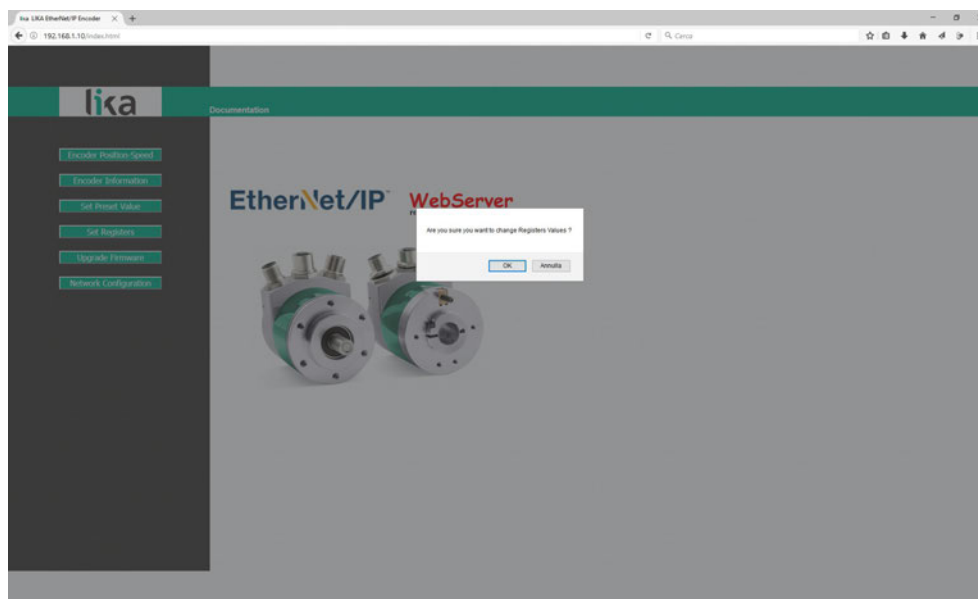 lika LIKA EtherNet/IP Encoder
192.168.1.10/index.html
Cerca
lika
Documentation
Encoder Position-Speed
Encoder Information
Set Preset Value
Set Registers
Upgrade Firmware
Network Configuration
EtherNet/IP™
WebServer
Are you sure you want to change Registers Values ?
OK
Annulla